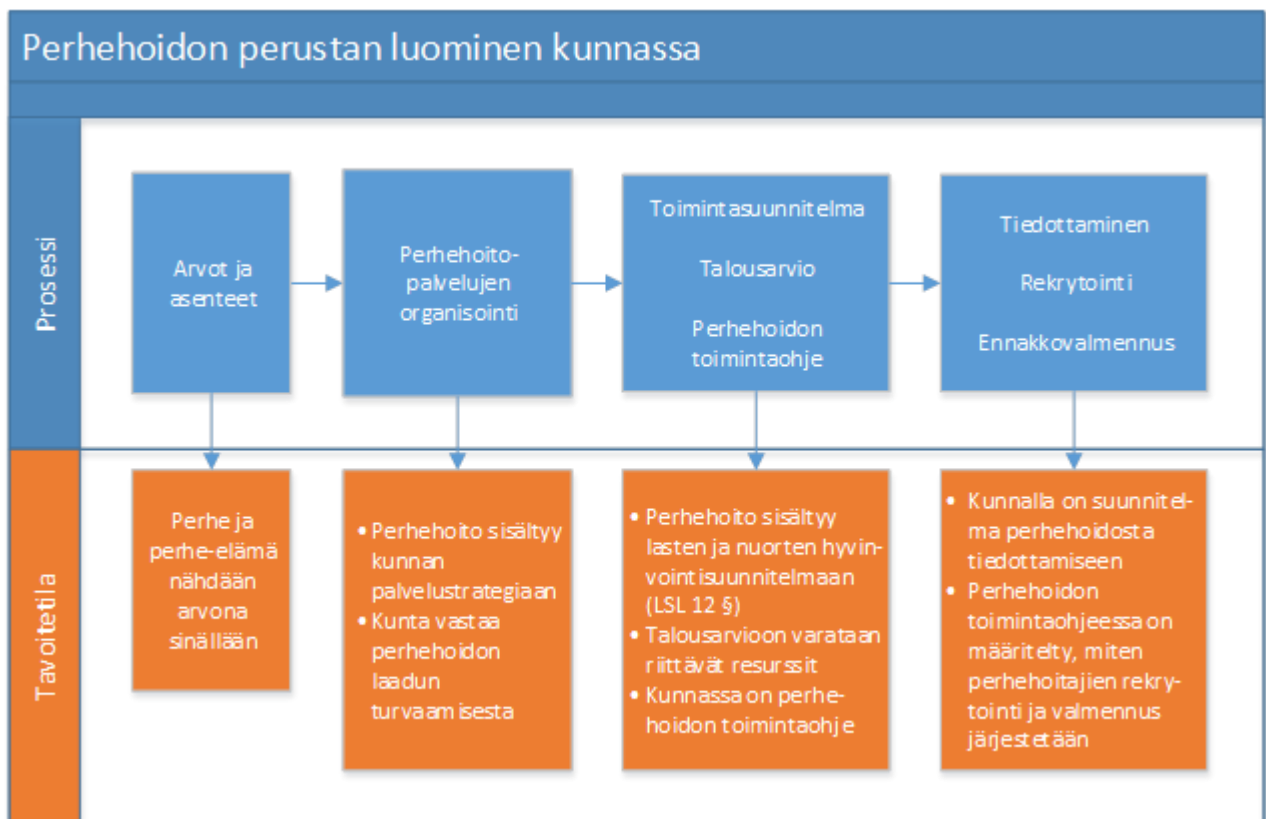 Perhehoidon perustan luominen kunnassa
Prosessi
Arvot ja
asenteet
Perhehoito-
palvelujen
organisointi
Toimintasuunnitelma
Talousarvio
Perhehoidon
toimintaohje
Tiedottaminen
Rekrytointi
Ennakkovalmennus
Tavoitetila
Perhe ja
perhe-elämä
nähdään
arvona
sinällään
• Perhehoito sisältyy
kunnan
palvelustrategiaan
• Kunta vastaa
perhehoidon
laadun
turvaamisesta
• Perhehoito sisältyy
lasten ja nuorten hyvin-
vointisuunnitelmaan
(LSL 12 §)
• Talousarvioon varataan
riittävät resurssit
• Kunnassa on perhe-
hoidon toimintaohje
• Kunnalla on suunnitel-
ma perhehoidosta
tiedottamiseen
• Perhehoidon
toimintaohjeessa on
määritelty, miten
perhehoitajien rekry-
tointi ja valmennus
järjestetään